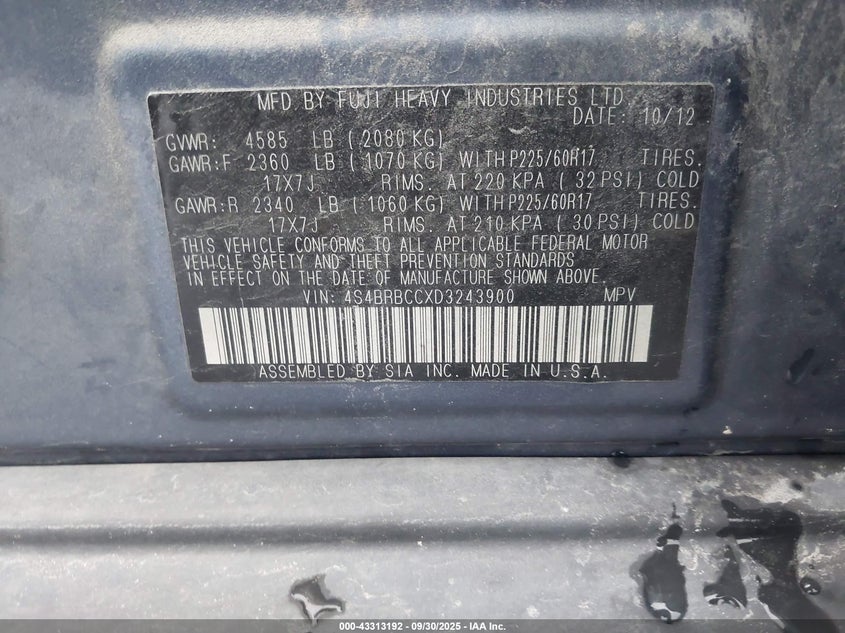 MFD BY FUJI HEAVY INDUSTRIES LTD
DATE: 10/12
GVWR: 4585 LB ( 2080 KG)
GAWR:F 2360 LB ( 1070 KG) WITH P225/60R17 TIRES.
17X7J RIMS. AT 220 KPA ( 32 PSI) COLD
GAWR:R 2340 LB ( 1060 KG) WITH P225/60R17 TIRES.
17X7J RIMS. AT 210 KPA ( 30 PSI) COLD
THIS VEHICLE CONFORMS TO ALL APPLICABLE FEDERAL MOTOR
VEHICLE SAFETY AND THEFT PREVENTION STANDARDS
IN EFFECT ON THE DATE OF MANUFACTURE SHOWN ABOVE.
VIN: 4S4BRBCCXD3243900 MPV
ASSEMBLED BY SIA INC. MADE IN U.S.A.
000-43313192 - 09/30/2025 - IAA Inc.